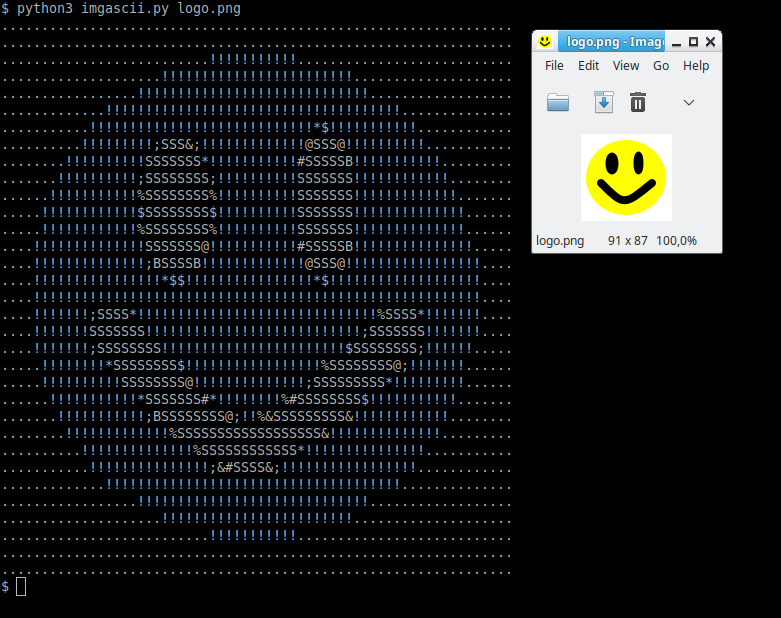 $ python3 imgascii.py logo.png
................................................................
................................................................
..........................!!!!!!!!!!!...........................
....................!!!!!!!!!!!!!!!!!!!!!!!!....................
.................!!!!!!!!!!!!!!!!!!!!!!!!!!!!!..................
.............!!!!!!!!!!!!!!!!!!!!!!!!!!!!!!!!!!!!!..............
...........!!!!!!!!!!!!!!!!!!!!!!!!!!!!*$!!!!!!!!!!!............
..........!!!!!!!!!;SSS&;!!!!!!!!!!!!!@SSS@!!!!!!!!!!...........
........!!!!!!!!!!SSSSSSS*!!!!!!!!!!!#SSSSSB!!!!!!!!!!!.........
.......!!!!!!!!!!;SSSSSSSS;!!!!!!!!!!SSSSSSS!!!!!!!!!!!!........
......!!!!!!!!!!!%SSSSSSSS%!!!!!!!!!!SSSSSSS!!!!!!!!!!!!!.......
.....!!!!!!!!!!!!$SSSSSSSS$!!!!!!!!!!SSSSSSS!!!!!!!!!!!!!!......
.....!!!!!!!!!!!!%SSSSSSSS%!!!!!!!!!!SSSSSSS!!!!!!!!!!!!!!......
....!!!!!!!!!!!!!!SSSSSSS@!!!!!!!!!!!#SSSSSB!!!!!!!!!!!!!!!.....
....!!!!!!!!!!!!!!;BSSSSB!!!!!!!!!!!!!@SSS@!!!!!!!!!!!!!!!!!....
....!!!!!!!!!!!!!!!!*$$!!!!!!!!!!!!!!!!*$!!!!!!!!!!!!!!!!!!!....
....!!!!!!!!!!!!!!!!!!!!!!!!!!!!!!!!!!!!!!!!!!!!!!!!!!!!!!!!....
....!!!!!!!;SSSS*!!!!!!!!!!!!!!!!!!!!!!!!!!!!!!%SSSS*!!!!!!!....
....!!!!!!!SSSSSSS!!!!!!!!!!!!!!!!!!!!!!!!!!!;SSSSSSS!!!!!!!....
....!!!!!!!;SSSSSSSS!!!!!!!!!!!!!!!!!!!!!!!$SSSSSSSS;!!!!!!.....
.....!!!!!!!!*SSSSSSSS$!!!!!!!!!!!!!!!!!%SSSSSSSS@;!!!!!!!......
.....!!!!!!!!!!SSSSSSSS@!!!!!!!!!!!!!!;SSSSSSSSS*!!!!!!!!!......
......!!!!!!!!!!!*SSSSSSS#*!!!!!!!!%#SSSSSSSS$!!!!!!!!!!!.......
.......!!!!!!!!!!!;BSSSSSSSS@;!!%&SSSSSSSSS&!!!!!!!!!!!!........
........!!!!!!!!!!!!!%SSSSSSSSSSSSSSSSSS&!!!!!!!!!!!!!!.........
..........!!!!!!!!!!!!!!%SSSSSSSSSSSS*!!!!!!!!!!!!!!!...........
...........!!!!!!!!!!!!!!!;&#SSSS&;!!!!!!!!!!!!!!!!!............
.............!!!!!!!!!!!!!!!!!!!!!!!!!!!!!!!!!!!!!..............
.................!!!!!!!!!!!!!!!!!!!!!!!!!!!!!..................
....................!!!!!!!!!!!!!!!!!!!!!!!!....................
..........................!!!!!!!!!!!...........................
................................................................
................................................................
$
logo.png - Imag
File Edit View Go Help
logo.png 91 x 87 100,0%